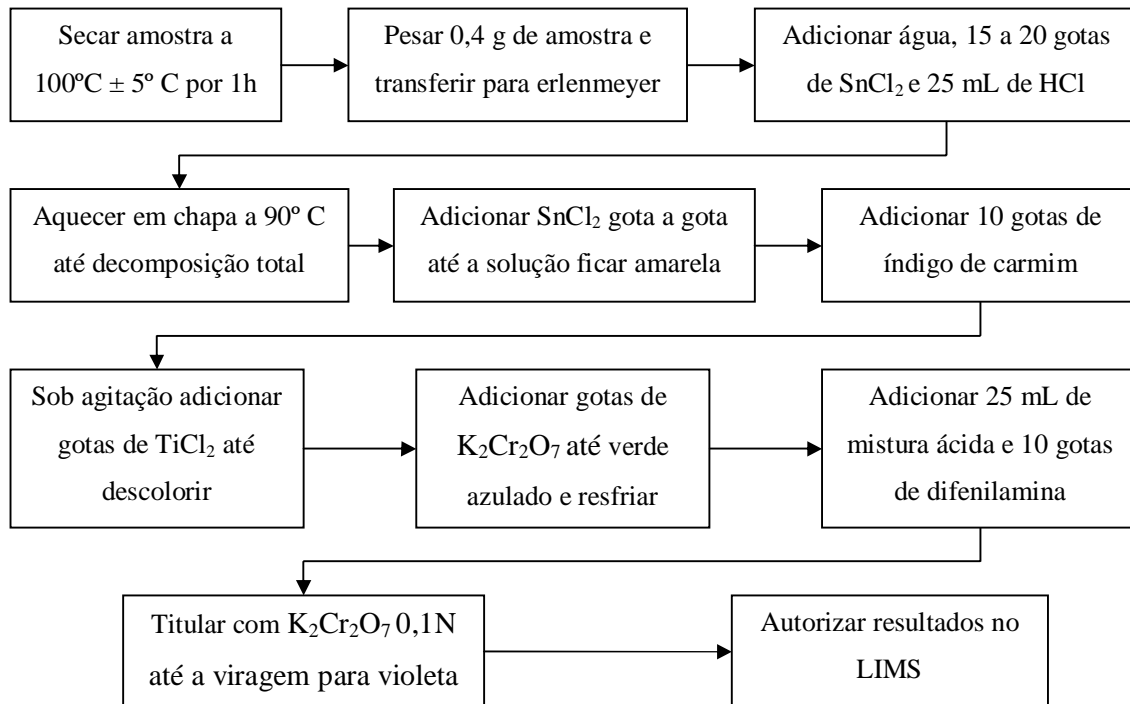 Secar amostra a
100ºC ± 5º C por 1h
Pesar 0,4 g de amostra e
transferir para erlenmeyer
Adicionar água, 15 a 20 gotas
de SnCl₂ e 25 mL de HCl
Aquecer em chapa a 90º C
até decomposição total
Adicionar SnCl₂ gota a gota
até a solução ficar amarela
Adicionar 10 gotas de
índigo de carmim
Sob agitação adicionar
gotas de TiCl₂ até
descolorir
Adicionar gotas de
K₂Cr₂O₇ até verde
azulado e resfriar
Adicionar 25 mL de
mistura ácida e 10 gotas
de difenilamina
Titular com K₂Cr₂O₇ 0,1N
até a viragem para violeta
Autorizar resultados no
LIMS